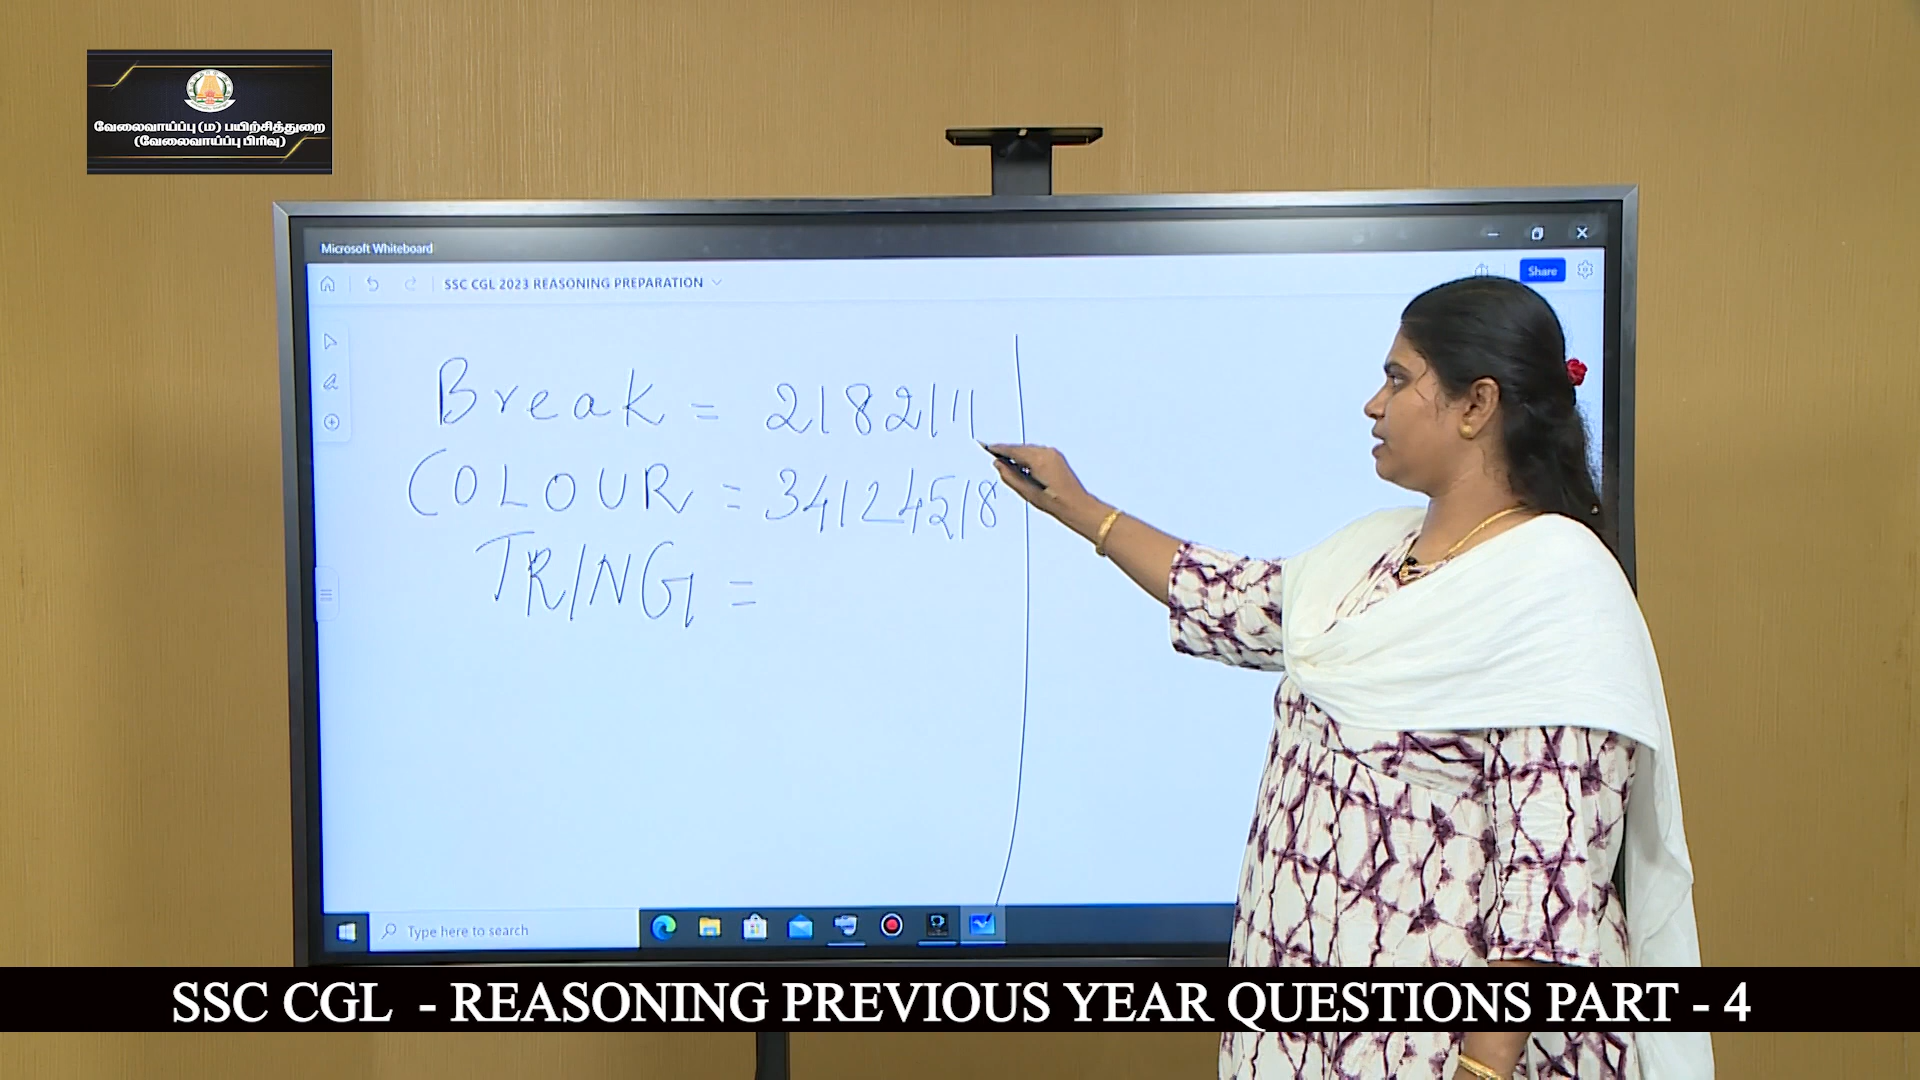 வேலைவாய்ப்பு (ம) பயிற்சித்துறை
(வேலைவாய்ப்பு பிரிவு)
Microsoft Whiteboard
SSC CGL 2023 REASONING PREPARATION
Share
Break = 2182111
COLOUR = 34124518
TRING =
Type here to search
SSC CGL - REASONING PREVIOUS YEAR QUESTIONS PART - 4